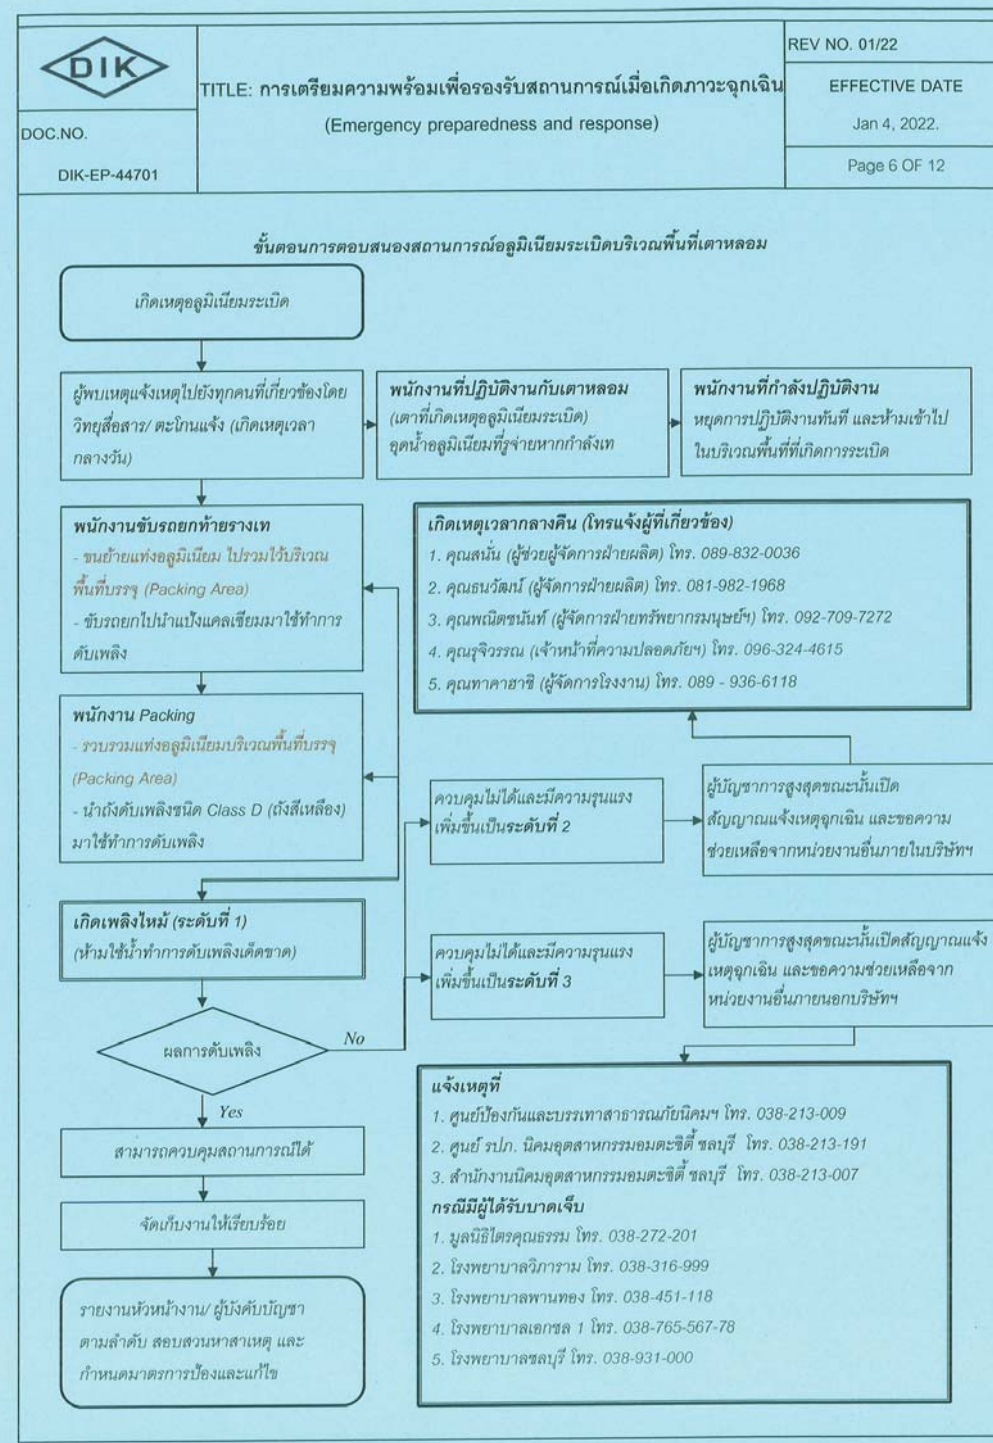 DIK
DOC.NO.
DIK-EP-44701
TITLE: การเตรียมความพร้อมเพื่อรองรับสถานการณ์เมื่อเกิดภาวะฉุกเฉิน
(Emergency preparedness and response)
REV NO. 01/22
EFFECTIVE DATE
Jan 4, 2022.
Page 6 OF 12
ขั้นตอนการตอบสนองสถานการณ์อลูมิเนียมระเบิดบริเวณพื้นที่เตาหลอม
เกิดเหตุอลูมิเนียมระเบิด
ผู้พบเหตุแจ้งเหตุไปยังทุกคนที่เกี่ยวข้องโดย
วิทยุสื่อสาร/ ตะโกนแจ้ง (เกิดเหตุเวลา
กลางวัน)
พนักงานที่ปฏิบัติงานกับเตาหลอม
(เตาที่เกิดเหตุอลูมิเนียมระเบิด)
อุดน้ำอลูมิเนียมที่รูจ่ายหากกำลังเท
พนักงานที่กำลังปฏิบัติงาน
หยุดการปฏิบัติงานทันที และห้ามเข้าไป
ในบริเวณพื้นที่ที่เกิดการระเบิด
พนักงานขับรถยกท้ายรางเท
- ขนย้ายแท่งอลูมิเนียม ไปรวมไว้บริเวณ
พื้นที่บรรจุ (Packing Area)
- ขับรถยกไปนำแป้งแคลเซียมมาใช้ทำการ
ดับเพลิง
เกิดเหตุเวลากลางคืน (โทรแจ้งผู้ที่เกี่ยวข้อง)
1. คุณสนั่น (ผู้ช่วยผู้จัดการฝ่ายผลิต) โทร. 089-832-0036
2. คุณธนวัฒน์ (ผู้จัดการฝ่ายผลิต) โทร. 081-982-1968
3. คุณพณิตชนันท์ (ผู้จัดการฝ่ายทรัพยากรมนุษย์ฯ) โทร. 092-709-7272
4. คุณรุจิวรรณ (เจ้าหน้าที่ความปลอดภัยฯ) โทร. 096-324-4615
5. คุณทาคาฮาชิ (ผู้จัดการโรงงาน) โทร. 089 - 936-6118
พนักงาน Packing
- รวบรวมแท่งอลูมิเนียมบริเวณพื้นที่บรรจุ
(Packing Area)
- นำถังดับเพลิงชนิด Class D (ถังสีเหลือง)
มาใช้ทำการดับเพลิง
ควบคุมไม่ได้และมีความรุนแรง
เพิ่มขึ้นเป็นระดับที่ 2
ผู้บัญชาการสูงสุดขณะนั้นเปิด
สัญญาณแจ้งเหตุฉุกเฉิน และขอความ
ช่วยเหลือจากหน่วยงานอื่นภายในบริษัทฯ
เกิดเพลิงไหม้ (ระดับที่ 1)
(ห้ามใช้น้ำทำการดับเพลิงเด็ดขาด)
ควบคุมไม่ได้และมีความรุนแรง
เพิ่มขึ้นเป็นระดับที่ 3
ผู้บัญชาการสูงสุดขณะนั้นเปิดสัญญาณแจ้ง
เหตุฉุกเฉิน และขอความช่วยเหลือจาก
หน่วยงานอื่นภายนอกบริษัทฯ
ผลการดับเพลิง
No
Yes
สามารถควบคุมสถานการณ์ได้
จัดเก็บงานให้เรียบร้อย
รายงานหัวหน้างาน/ ผู้บังคับบัญชา
ตามลำดับ สอบสวนหาสาเหตุ และ
กำหนดมาตรการป้องและแก้ไข
แจ้งเหตุที่
1. ศูนย์ป้องกันและบรรเทาสาธารณภัยนิคมฯ โทร. 038-213-009
2. ศูนย์ รปภ. นิคมอุตสาหกรรมอมตะซิตี้ ชลบุรี โทร. 038-213-191
3. สำนักงานนิคมอุตสาหกรรมอมตะซิตี้ ชลบุรี โทร. 038-213-007
กรณีมีผู้ได้รับบาดเจ็บ
1. มูลนิธิไตรคุณธรรม โทร. 038-272-201
2. โรงพยาบาลวิภาราม โทร. 038-316-999
3. โรงพยาบาลพานทอง โทร. 038-451-118
4. โรงพยาบาลเอกชล 1 โทร. 038-765-567-78
5. โรงพยาบาลชลบุรี โทร. 038-931-000